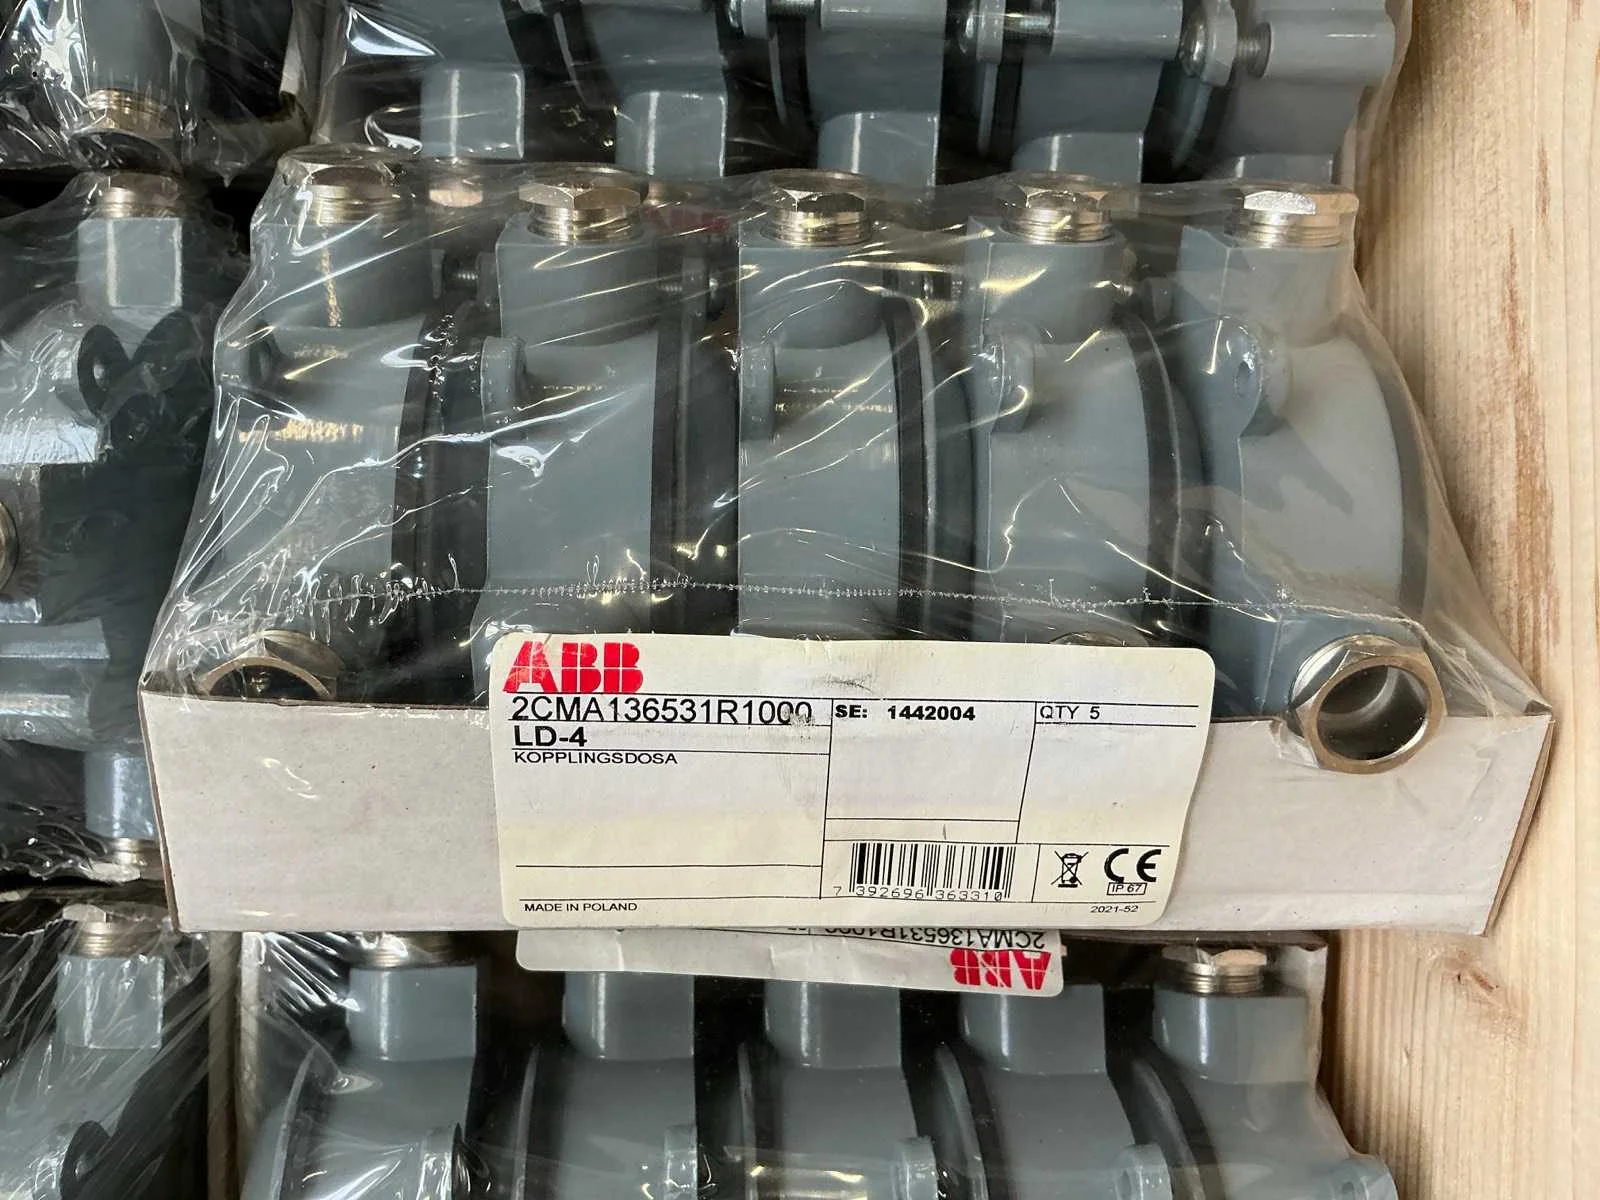 ABB
ABB
2CMA136531R1000
SE: 1442004
QTY 5
LD-4
KOPPLINGSDOSA
7 392696 363310
CE
IP 67
MADE IN POLAND
2021-52
2CMA136531R1000
ABB